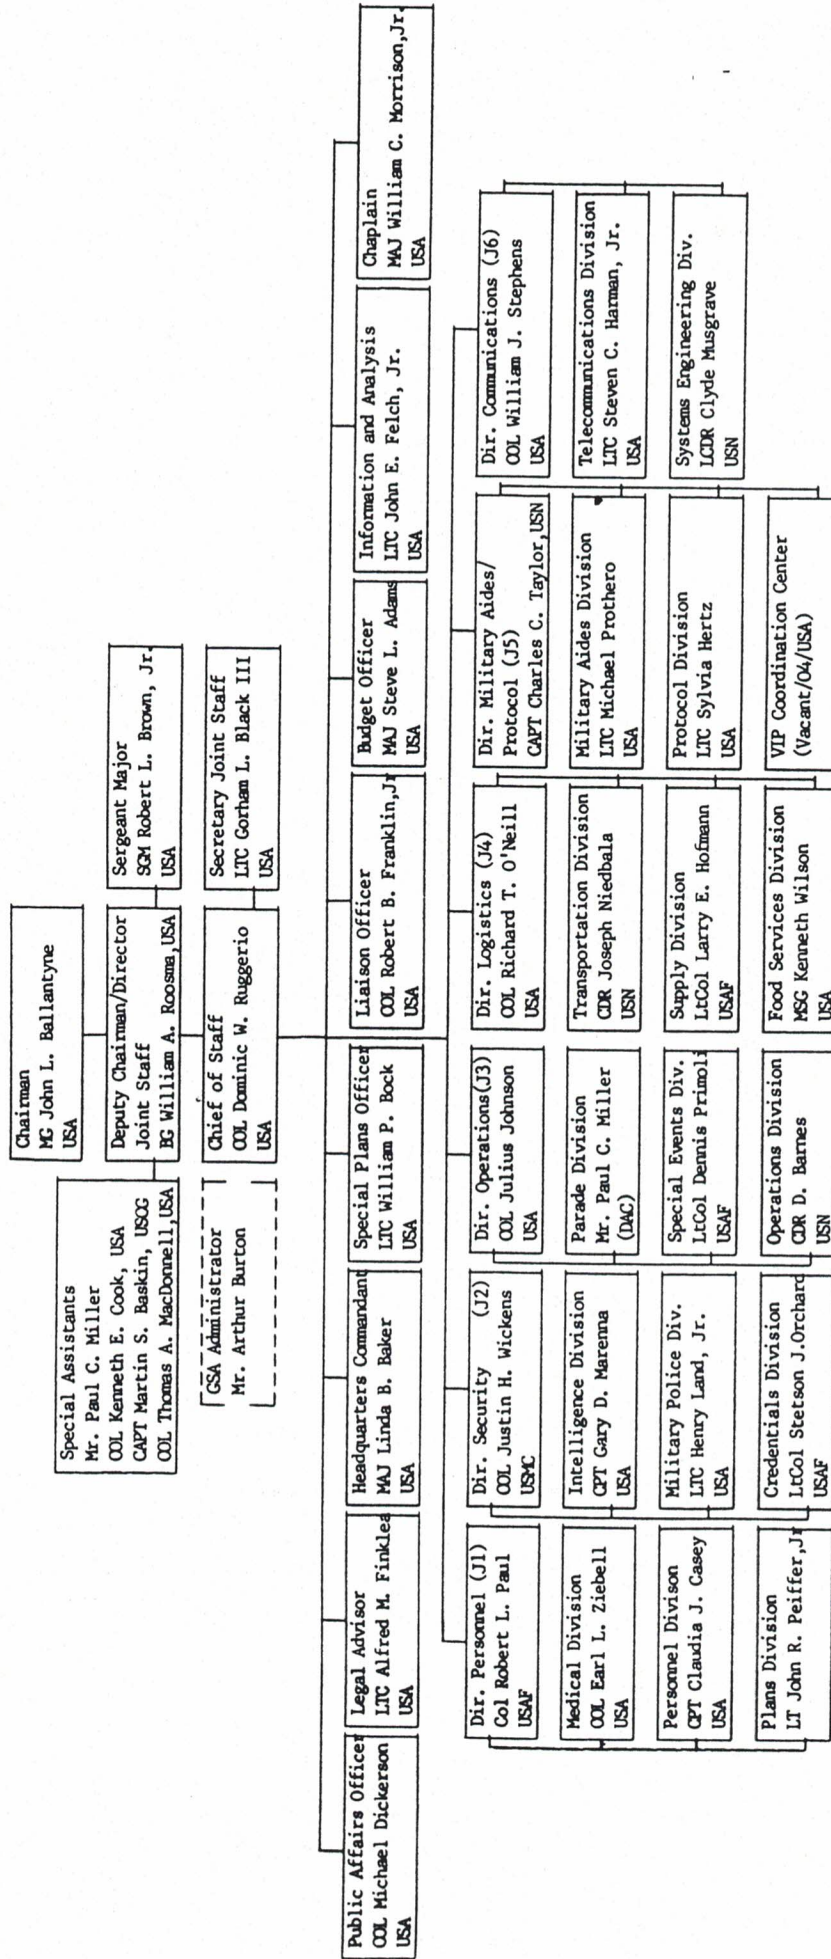 Chairman
MG John L. Ballantyne
USA
Special Assistants
Mr. Paul C. Miller
COL Kenneth E. Cook, USA
CAPT Martin S. Baskin, USCG
COL Thomas A. MacDonnell,USA
Deputy Chairman/Director
Joint Staff
BG William A. Roosma,USA
Sergeant Major
SGM Robert L. Brown, Jr.
USA
GSA Administrator
Mr. Arthur Burton
Chief of Staff
COL Dominic W. Ruggerio
USA
Secretary Joint Staff
LTC Gorham L. Black III
USA
Public Affairs Officer
COL Michael Dickerson
USA
Legal Advisor
LTC Alfred M. Finklea
USA
Headquarters Commandant
MAJ Linda B. Baker
USA
Special Plans Officer
LTC William P. Bock
USA
Liaison Officer
COL Robert B. Franklin,Jr
USA
Budget Officer
MAJ Steve L. Adams
USA
Information and Analysis
LTC John E. Felch, Jr.
USA
Chaplain
MAJ William C. Morrison,Jr.
USA
Dir. Personnel (J1)
Col Robert L. Paul
USAF
Medical Division
COL Earl L. Ziebell
USA
Personnel Divison
CPT Claudia J. Casey
USA
Plans Division
LT John R. Peiffer,Jr
Dir. Security (J2)
COL Justin H. Wickens
USMC
Intelligence Division
CPT Gary D. Marenna
USA
Military Police Div.
LTC Henry Land, Jr.
USA
Credentials Division
LtCol Stetson J.Orchard
USAF
Dir. Operations(J3)
COL Julius Johnson
USA
Parade Division
Mr. Paul C. Miller
(DAC)
Special Events Div.
LtCol Dennis Primoli
USAF
Operations Division
CDR D. Barnes
USN
Dir. Logistics (J4)
COL Richard T. O'Neill
USA
Transportation Division
CDR Joseph Niedbala
USN
Supply Division
LtCol Larry E. Hofmann
USAF
Food Services Division
MSG Kenneth Wilson
USA
Dir. Military Aides/
Protocol (J5)
CAPT Charles C. Taylor,USN
Military Aides Division
LTC Michael Prothero
USA
Protocol Division
LTC Sylvia Hertz
USA
VIP Coordination Center
(Vacant/O4/USA)
Dir. Communications (J6)
COL William J. Stephens
USA
Telecommunications Division
LTC Steven C. Harman, Jr.
USA
Systems Engineering Div.
LCDR Clyde Musgrave
USN